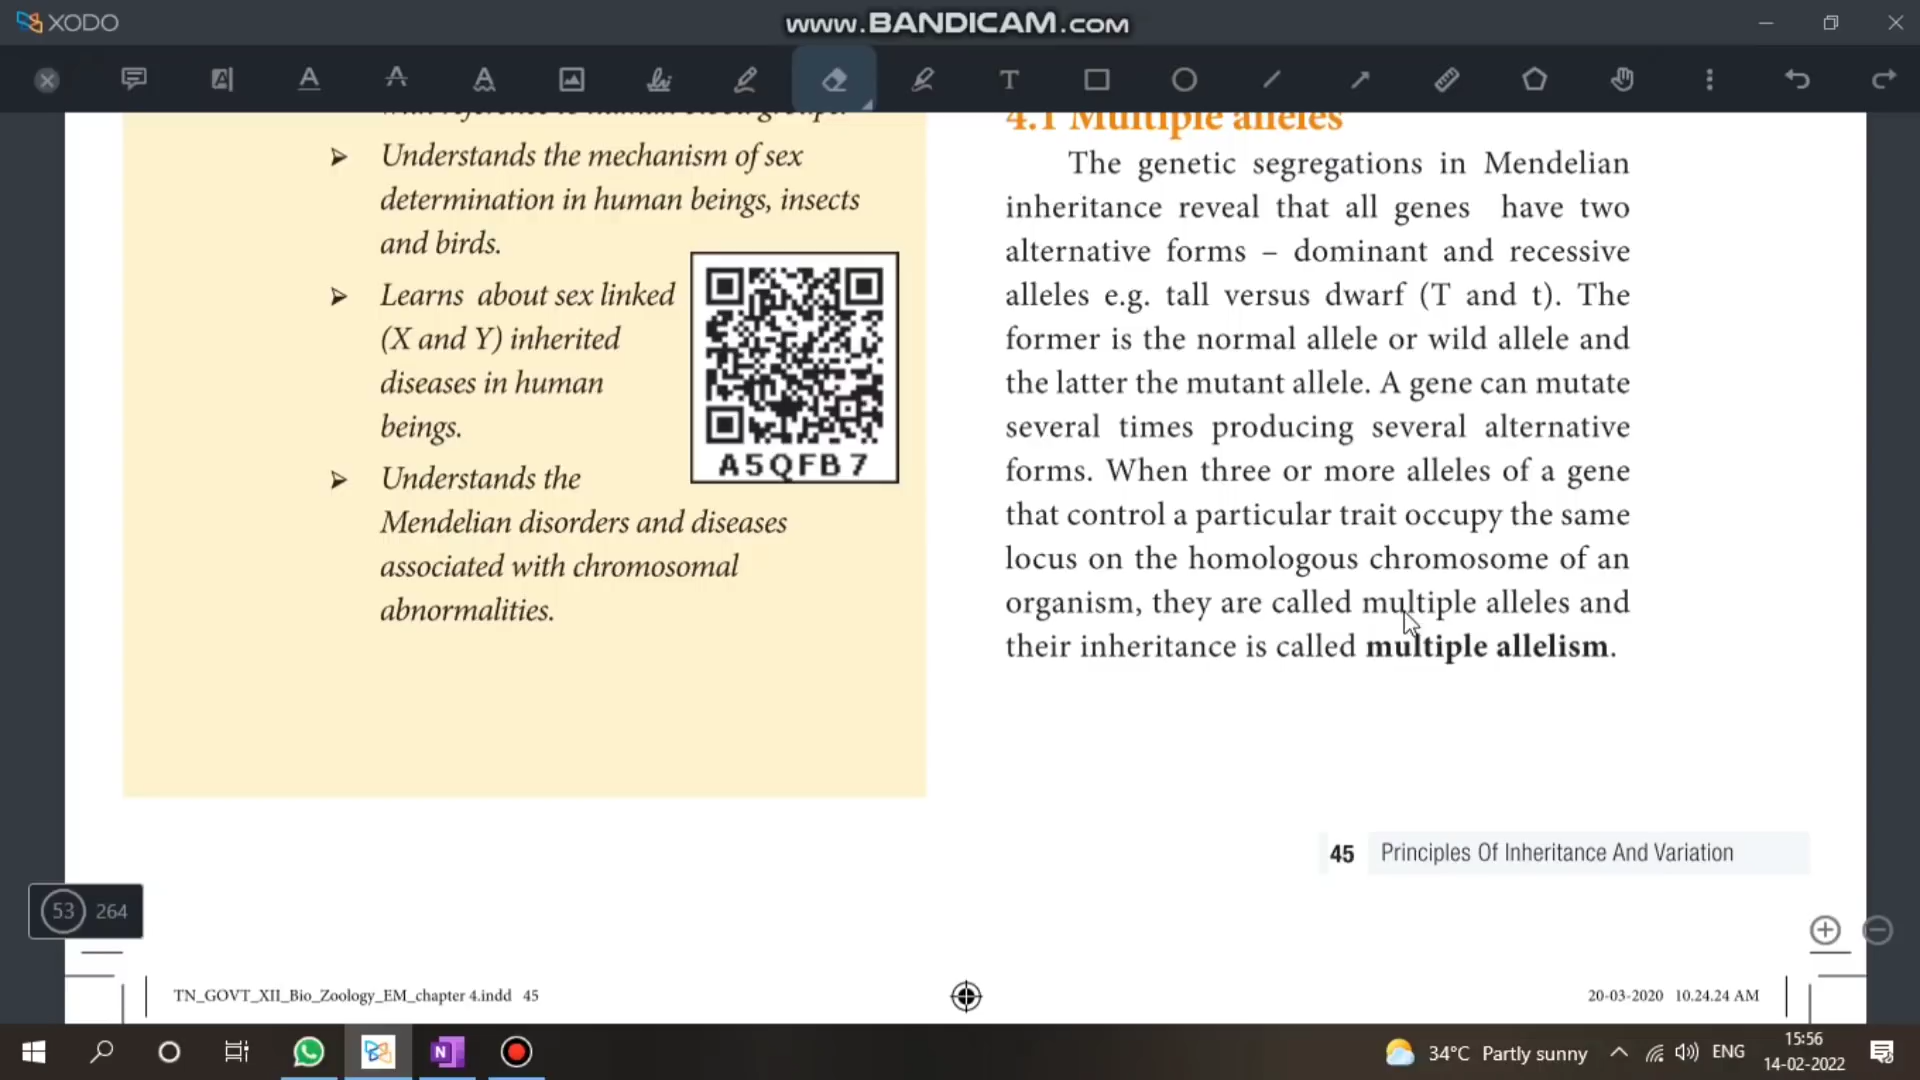 XODO
www.BANDICAM.com
T
with reference to human blood groups.
Understands the mechanism of sex
determination in human beings, insects
and birds.
Learns about sex linked
(X and Y) inherited
diseases in human
beings.
A5QFB7
Understands the
Mendelian disorders and diseases
associated with chromosomal
abnormalities.
4.1 Multiple alleles
The genetic segregations in Mendelian
inheritance reveal that all genes have two
alternative forms – dominant and recessive
alleles e.g. tall versus dwarf (T and t). The
former is the normal allele or wild allele and
the latter the mutant allele. A gene can mutate
several times producing several alternative
forms. When three or more alleles of a gene
that control a particular trait occupy the same
locus on the homologous chromosome of an
organism, they are called multiple alleles and
their inheritance is called multiple allelism.
45 Principles Of Inheritance And Variation
53 264
TN_GOVT_XII_Bio_Zoology_EM_chapter 4.indd 45
20-03-2020 10.24.24 AM
N
34°C Partly sunny
ENG
15:56
14-02-2022